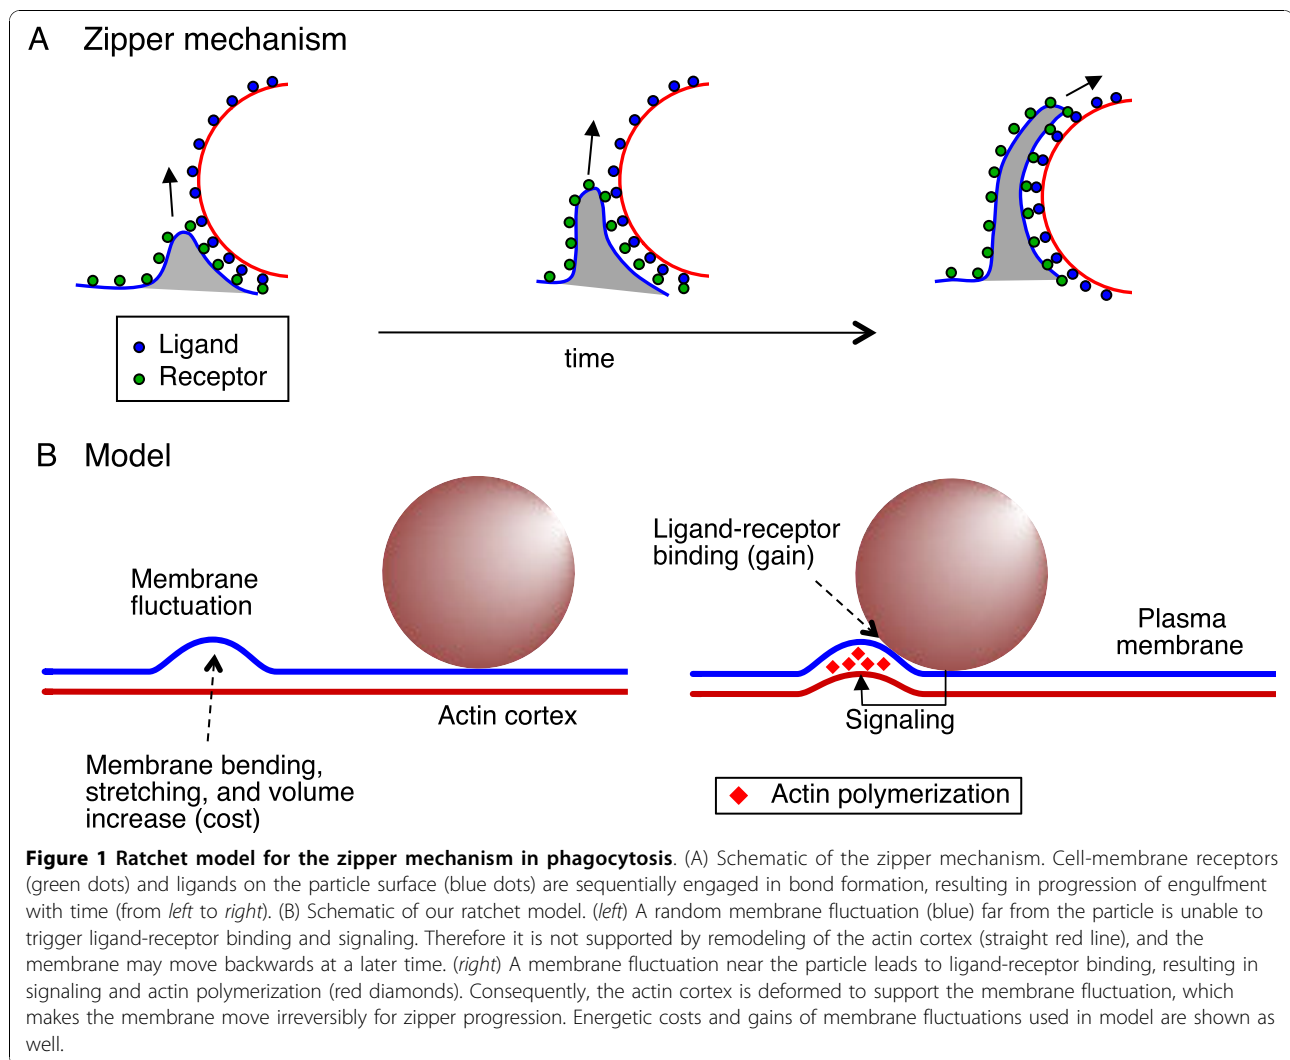 A Zipper mechanism
Ligand
Receptor
time
B Model
Membrane
fluctuation
Actin cortex
Membrane bending,
stretching, and volume
increase (cost)
Ligand-receptor
binding (gain)
Plasma
membrane
Signaling
Actin polymerization
Figure 1 Ratchet model for the zipper mechanism in phagocytosis. (A) Schematic of the zipper mechanism. Cell-membrane receptors
(green dots) and ligands on the particle surface (blue dots) are sequentially engaged in bond formation, resulting in progression of engulfment
with time (from left to right). (B) Schematic of our ratchet model. (left) A random membrane fluctuation (blue) far from the particle is unable to
trigger ligand-receptor binding and signaling. Therefore it is not supported by remodeling of the actin cortex (straight red line), and the
membrane may move backwards at a later time. (right) A membrane fluctuation near the particle leads to ligand-receptor binding, resulting in
signaling and actin polymerization (red diamonds). Consequently, the actin cortex is deformed to support the membrane fluctuation, which
makes the membrane move irreversibly for zipper progression. Energetic costs and gains of membrane fluctuations used in model are shown as
well.